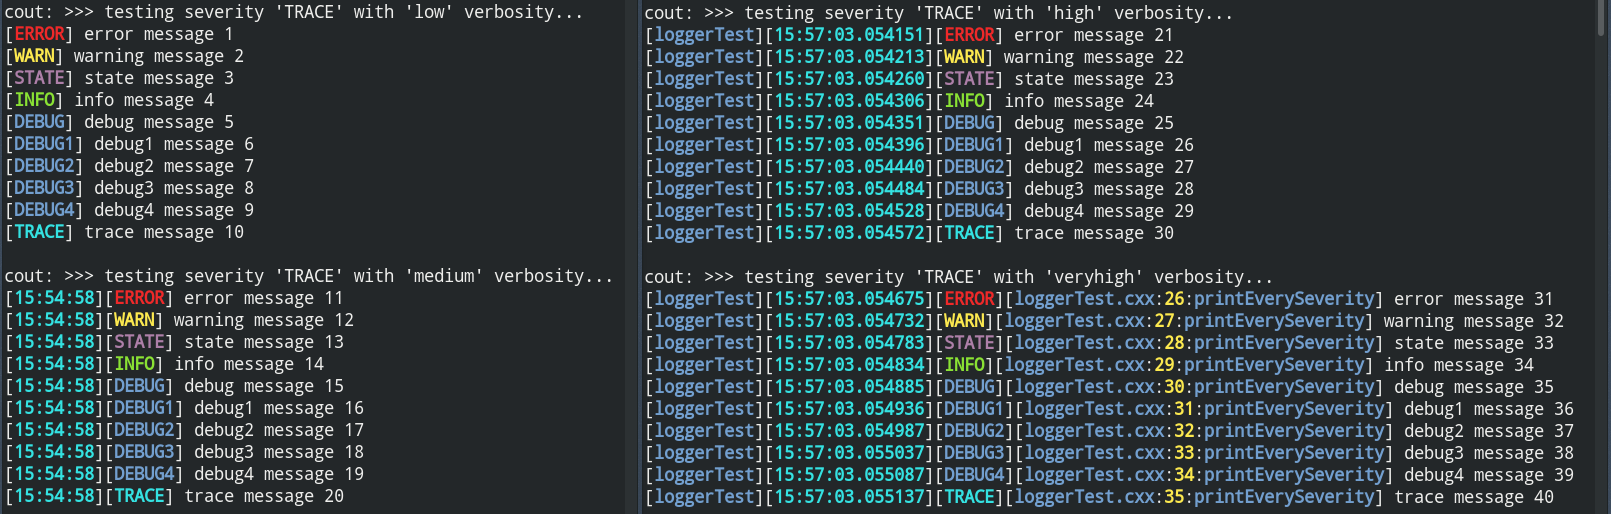 cout: >>> testing severity 'TRACE' with 'low' verbosity...
[ERROR] error message 1
[WARN] warning message 2
[STATE] state message 3
[INFO] info message 4
[DEBUG] debug message 5
[DEBUG1] debug1 message 6
[DEBUG2] debug2 message 7
[DEBUG3] debug3 message 8
[DEBUG4] debug4 message 9
[TRACE] trace message 10
cout: >>> testing severity 'TRACE' with 'medium' verbosity...
[15:54:58][ERROR] error message 11
[15:54:58][WARN] warning message 12
[15:54:58][STATE] state message 13
[15:54:58][INFO] info message 14
[15:54:58][DEBUG] debug message 15
[15:54:58][DEBUG1] debug1 message 16
[15:54:58][DEBUG2] debug2 message 17
[15:54:58][DEBUG3] debug3 message 18
[15:54:58][DEBUG4] debug4 message 19
[15:54:58][TRACE] trace message 20
cout: >>> testing severity 'TRACE' with 'high' verbosity...
[loggerTest][15:57:03.054151][ERROR] error message 21
[loggerTest][15:57:03.054213][WARN] warning message 22
[loggerTest][15:57:03.054260][STATE] state message 23
[loggerTest][15:57:03.054306][INFO] info message 24
[loggerTest][15:57:03.054351][DEBUG] debug message 25
[loggerTest][15:57:03.054396][DEBUG1] debug1 message 26
[loggerTest][15:57:03.054440][DEBUG2] debug2 message 27
[loggerTest][15:57:03.054484][DEBUG3] debug3 message 28
[loggerTest][15:57:03.054528][DEBUG4] debug4 message 29
[loggerTest][15:57:03.054572][TRACE] trace message 30
cout: >>> testing severity 'TRACE' with 'veryhigh' verbosity...
[loggerTest][15:57:03.054675][ERROR][loggerTest.cxx:26:printEverySeverity] error message 31
[loggerTest][15:57:03.054732][WARN][loggerTest.cxx:27:printEverySeverity] warning message 32
[loggerTest][15:57:03.054783][STATE][loggerTest.cxx:28:printEverySeverity] state message 33
[loggerTest][15:57:03.054834][INFO][loggerTest.cxx:29:printEverySeverity] info message 34
[loggerTest][15:57:03.054885][DEBUG][loggerTest.cxx:30:printEverySeverity] debug message 35
[loggerTest][15:57:03.054936][DEBUG1][loggerTest.cxx:31:printEverySeverity] debug1 message 36
[loggerTest][15:57:03.054987][DEBUG2][loggerTest.cxx:32:printEverySeverity] debug2 message 37
[loggerTest][15:57:03.055037][DEBUG3][loggerTest.cxx:33:printEverySeverity] debug3 message 38
[loggerTest][15:57:03.055087][DEBUG4][loggerTest.cxx:34:printEverySeverity] debug4 message 39
[loggerTest][15:57:03.055137][TRACE][loggerTest.cxx:35:printEverySeverity] trace message 40